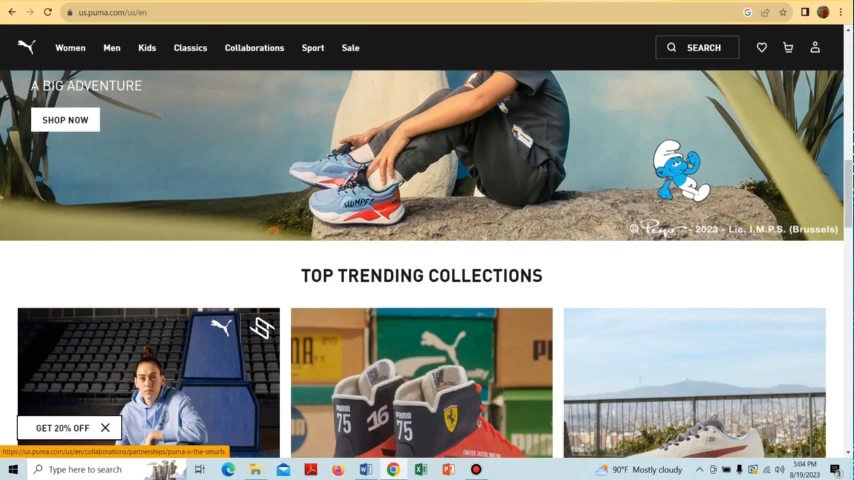 us.puma.com/us/en
Women Men Kids Classics Collaborations Sport Sale SEARCH
A BIG ADVENTURE
SHOP NOW
© Peyo - 2023 - Lic. I.M.P.S. (Brussels)
TOP TRENDING COLLECTIONS
PUMA 75
16
PUMA 75
GET 20% OFF
https://us.puma.com/us/en/collaborations/partnerships/puma-x-the-smurfs
Type here to search
90°F Mostly cloudy
5:04 PM
8/19/2023